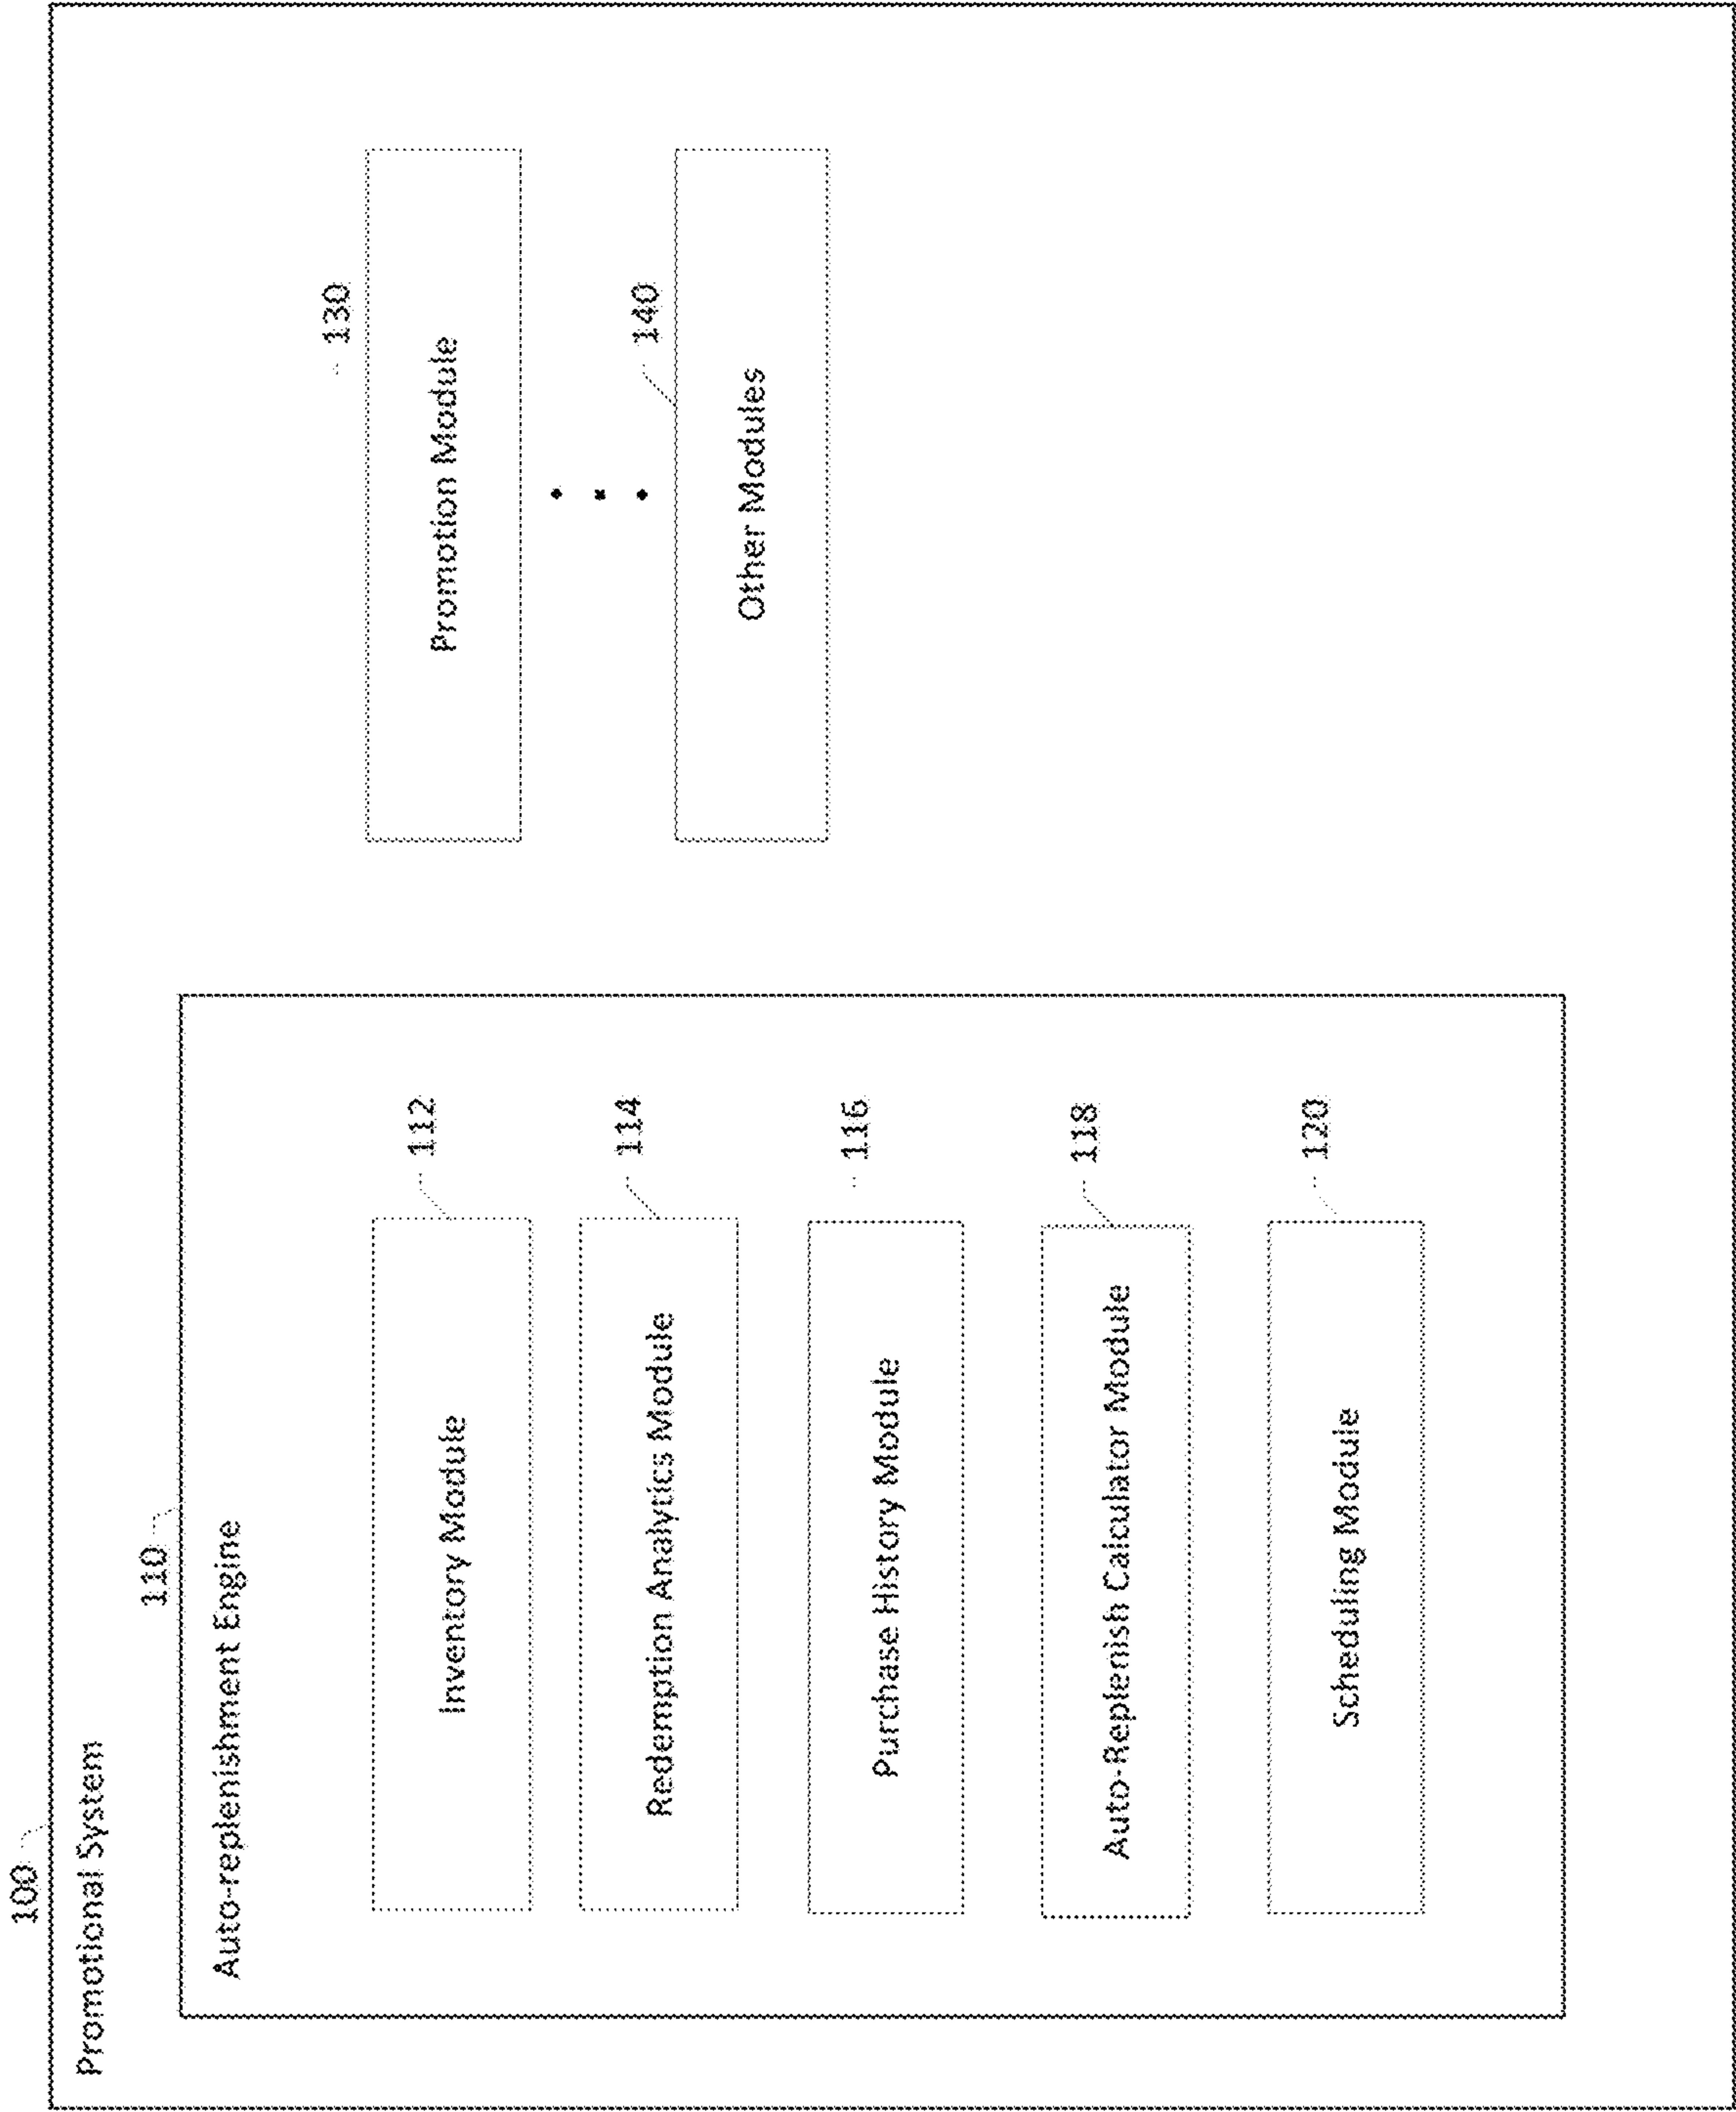 100
Promotional System
110
Auto-replenishment Engine
Inventory Module
112
Redemption Analytics Module
114
Purchase History Module
116
Auto-Replenish Calculator Module
118
Scheduling Module
120
130
Promotion Module
140
Other Modules